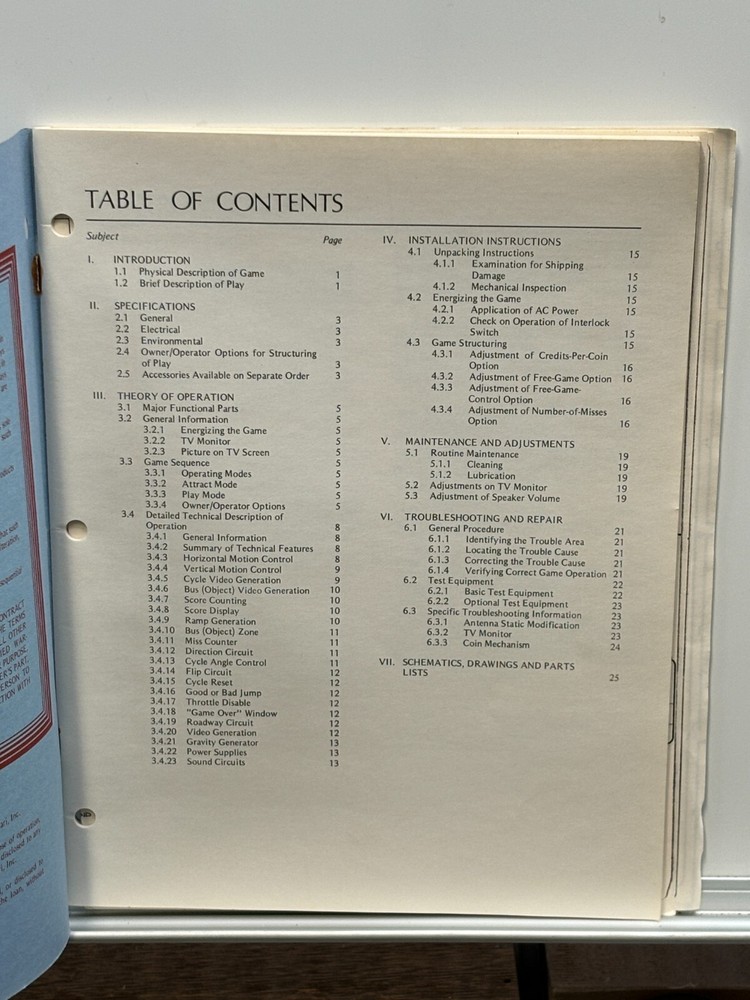 TABLE OF CONTENTS
Subject Page
I. INTRODUCTION
1.1 Physical Description of Game 1
1.2 Brief Description of Play 1
II. SPECIFICATIONS
2.1 General 3
2.2 Electrical 3
2.3 Environmental 3
2.4 Owner/Operator Options for Structuring
of Play 3
2.5 Accessories Available on Separate Order 3
III. THEORY OF OPERATION
3.1 Major Functional Parts 5
3.2 General Information 5
3.2.1 Energizing the Game 5
3.2.2 TV Monitor 5
3.2.3 Picture on TV Screen 5
3.3 Game Sequence 5
3.3.1 Operating Modes 5
3.3.2 Attract Mode 5
3.3.3 Play Mode 5
3.3.4 Owner/Operator Options 5
3.4 Detailed Technical Description of
Operation 8
3.4.1 General Information 8
3.4.2 Summary of Technical Features 8
3.4.3 Horizontal Motion Control 8
3.4.4 Vertical Motion Control 9
3.4.5 Cycle Video Generation 9
3.4.6 Bus (Object) Video Generation 10
3.4.7 Score Counting 10
3.4.8 Score Display 10
3.4.9 Ramp Generation 10
3.4.10 Bus (Object) Zone 11
3.4.11 Miss Counter 11
3.4.12 Direction Circuit 11
3.4.13 Cycle Angle Control 11
3.4.14 Flip Circuit 12
3.4.15 Cycle Reset 12
3.4.16 Good or Bad Jump 12
3.4.17 Throttle Disable 12
3.4.18 "Game Over" Window 12
3.4.19 Roadway Circuit 12
3.4.20 Video Generation 12
3.4.21 Gravity Generator 13
3.4.22 Power Supplies 13
3.4.23 Sound Circuits 13
IV. INSTALLATION INSTRUCTIONS
4.1 Unpacking Instructions 15
4.1.1 Examination for Shipping
Damage 15
4.1.2 Mechanical Inspection 15
4.2 Energizing the Game 15
4.2.1 Application of AC Power 15
4.2.2 Check on Operation of Interlock
Switch 15
4.3 Game Structuring 15
4.3.1 Adjustment of Credits-Per-Coin
Option 16
4.3.2 Adjustment of Free-Game Option 16
4.3.3 Adjustment of Free-Game-
Control Option 16
4.3.4 Adjustment of Number-of-Misses
Option 16
V. MAINTENANCE AND ADJUSTMENTS
5.1 Routine Maintenance 19
5.1.1 Cleaning 19
5.1.2 Lubrication 19
5.2 Adjustments on TV Monitor 19
5.3 Adjustment of Speaker Volume 19
VI. TROUBLESHOOTING AND REPAIR
6.1 General Procedure 21
6.1.1 Identifying the Trouble Area 21
6.1.2 Locating the Trouble Cause 21
6.1.3 Correcting the Trouble Cause 21
6.1.4 Verifying Correct Game Operation 21
6.2 Test Equipment 22
6.2.1 Basic Test Equipment 22
6.2.2 Optional Test Equipment 23
6.3 Specific Troubleshooting Information 23
6.3.1 Antenna Static Modification 23
6.3.2 TV Monitor 23
6.3.3 Coin Mechanism 24
VII. SCHEMATICS, DRAWINGS AND PARTS
LISTS 25